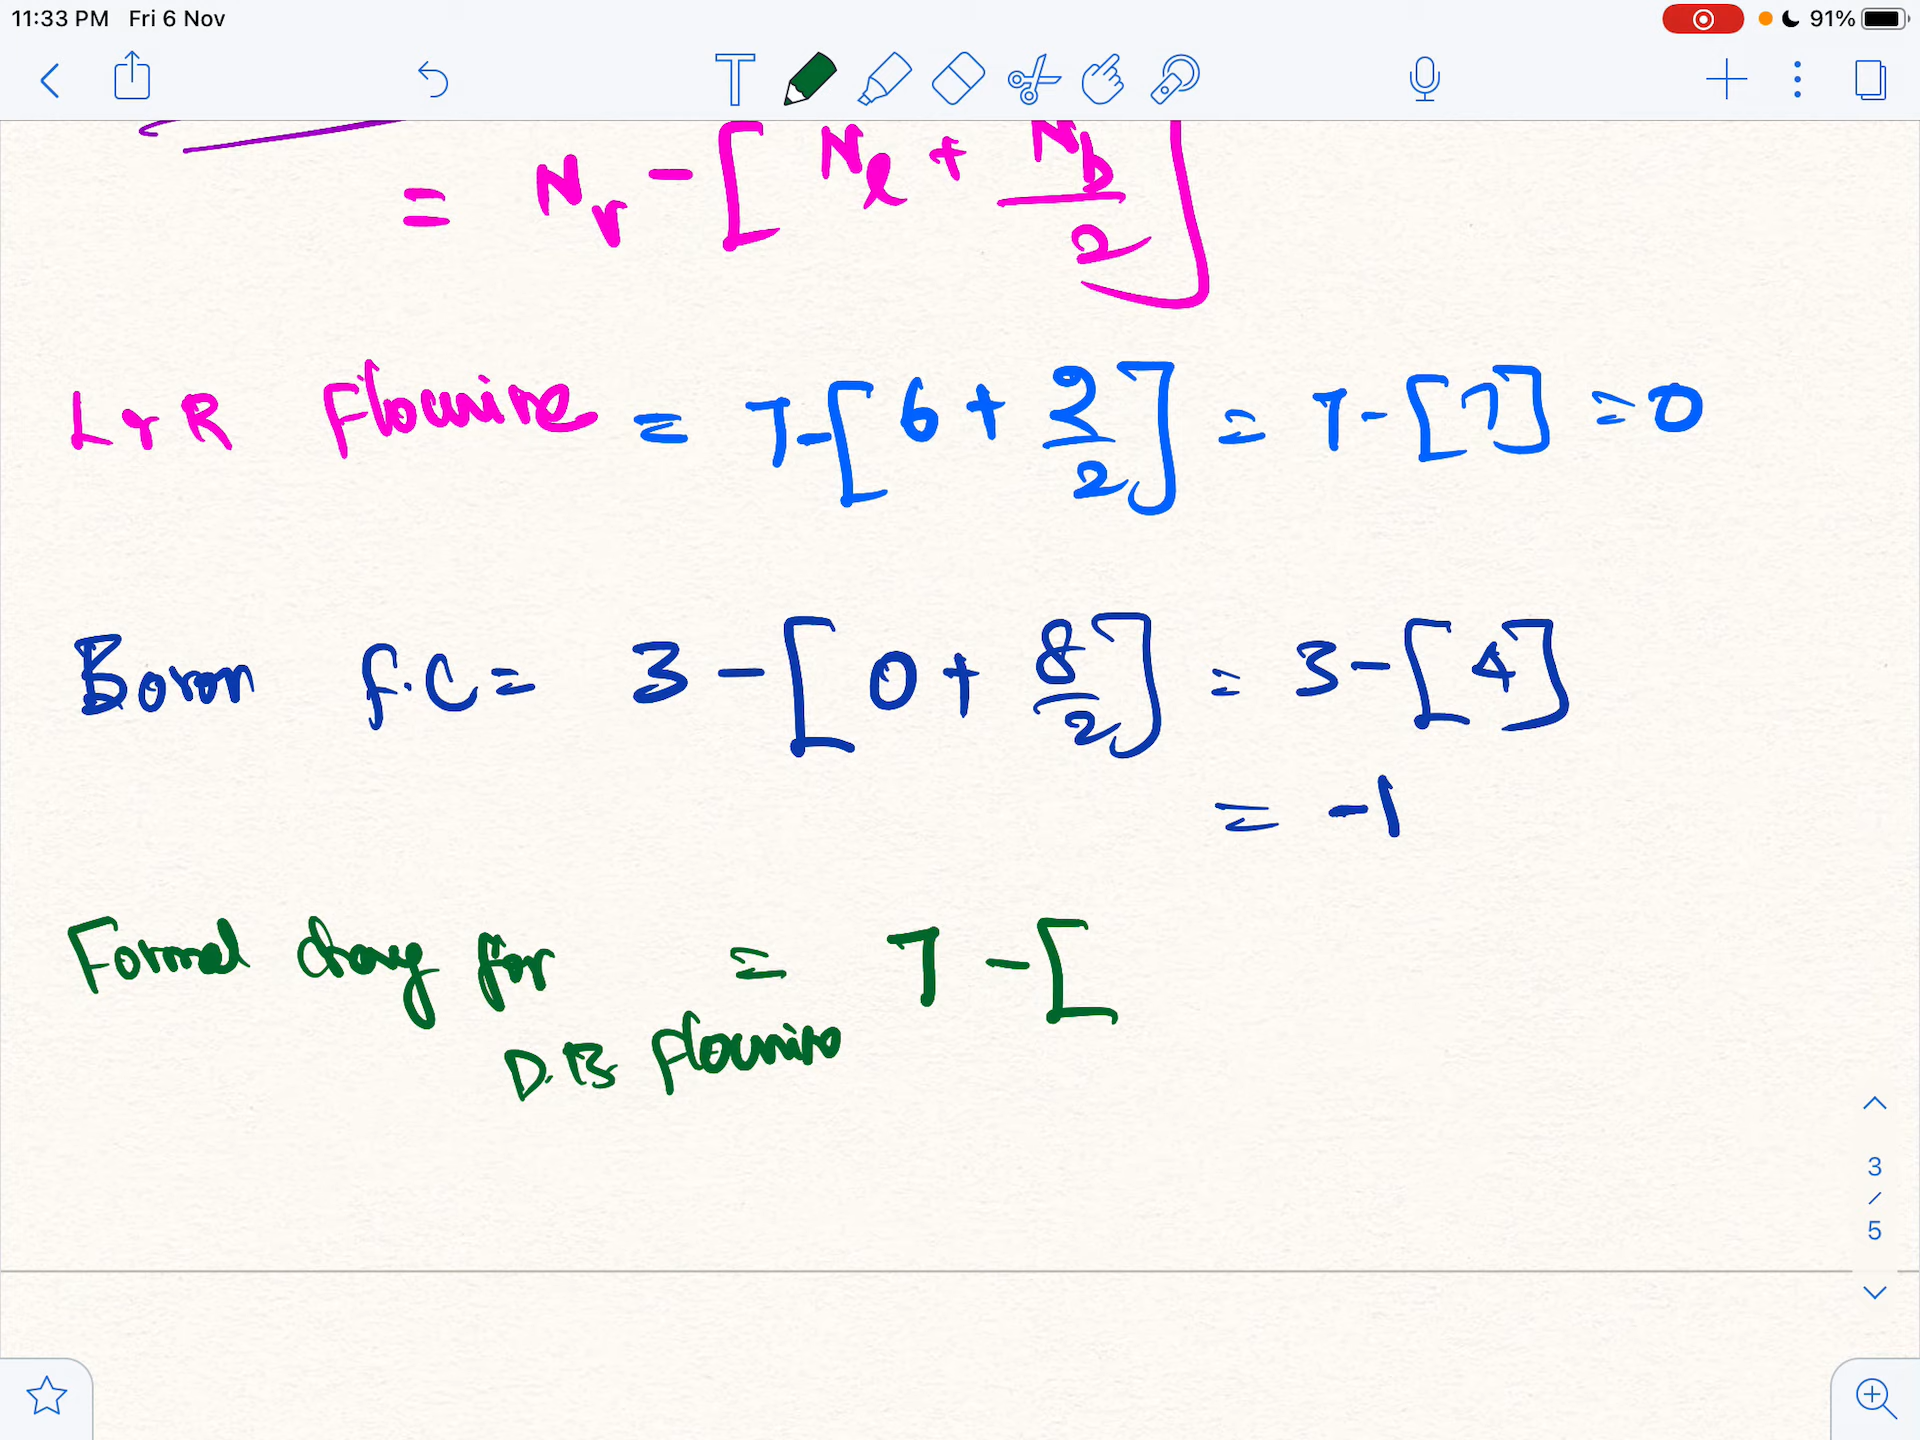 11:33 PM Fri 6 Nov 91%
T
= Nr - [ Nl + Nb/2 ]
L & R Flourine = 7-[6 + 2/2] = 7-[7] = 0
Boron F.C = 3 - [0 + 8/2] = 3-[4]
= -1
Formal charg for = 7 - [
D.B flourine
3
/
5